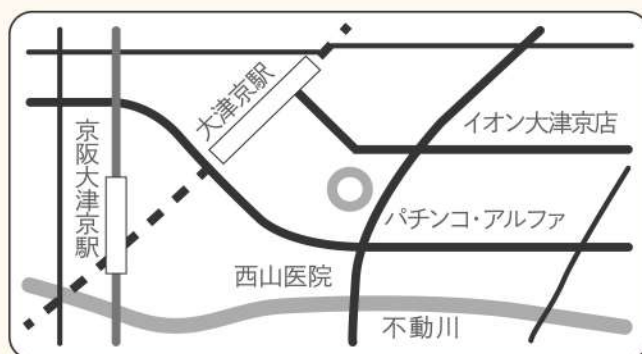 大津京駅
イオン大津京店
京阪大津京駅
パチンコ・アルファ
西山医院
不動川